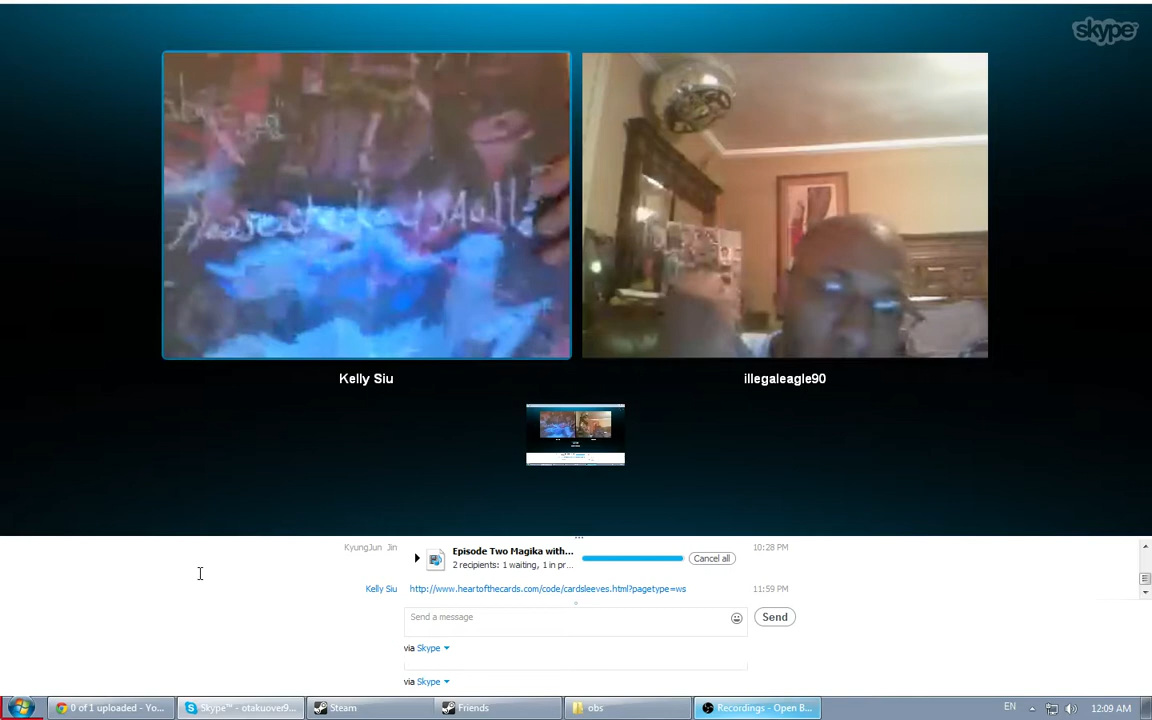 skype
Please checked skull
Kelly Siu
illegaleagle90
KyungJun Jin
Episode Two Magika with...
2 recipients: 1 waiting, 1 in pr...
Cancel all
10:28 PM
Kelly Siu
http://www.heartofthecards.com/code/cardsleeves.html?pagetype=ws
11:59 PM
Send a message
Send
via Skype
via Skype
0 of 1 uploaded - Yo...
Skype™ - otakuover9...
Steam
Friends
obs
Recordings - Open B...
EN
12:09 AM